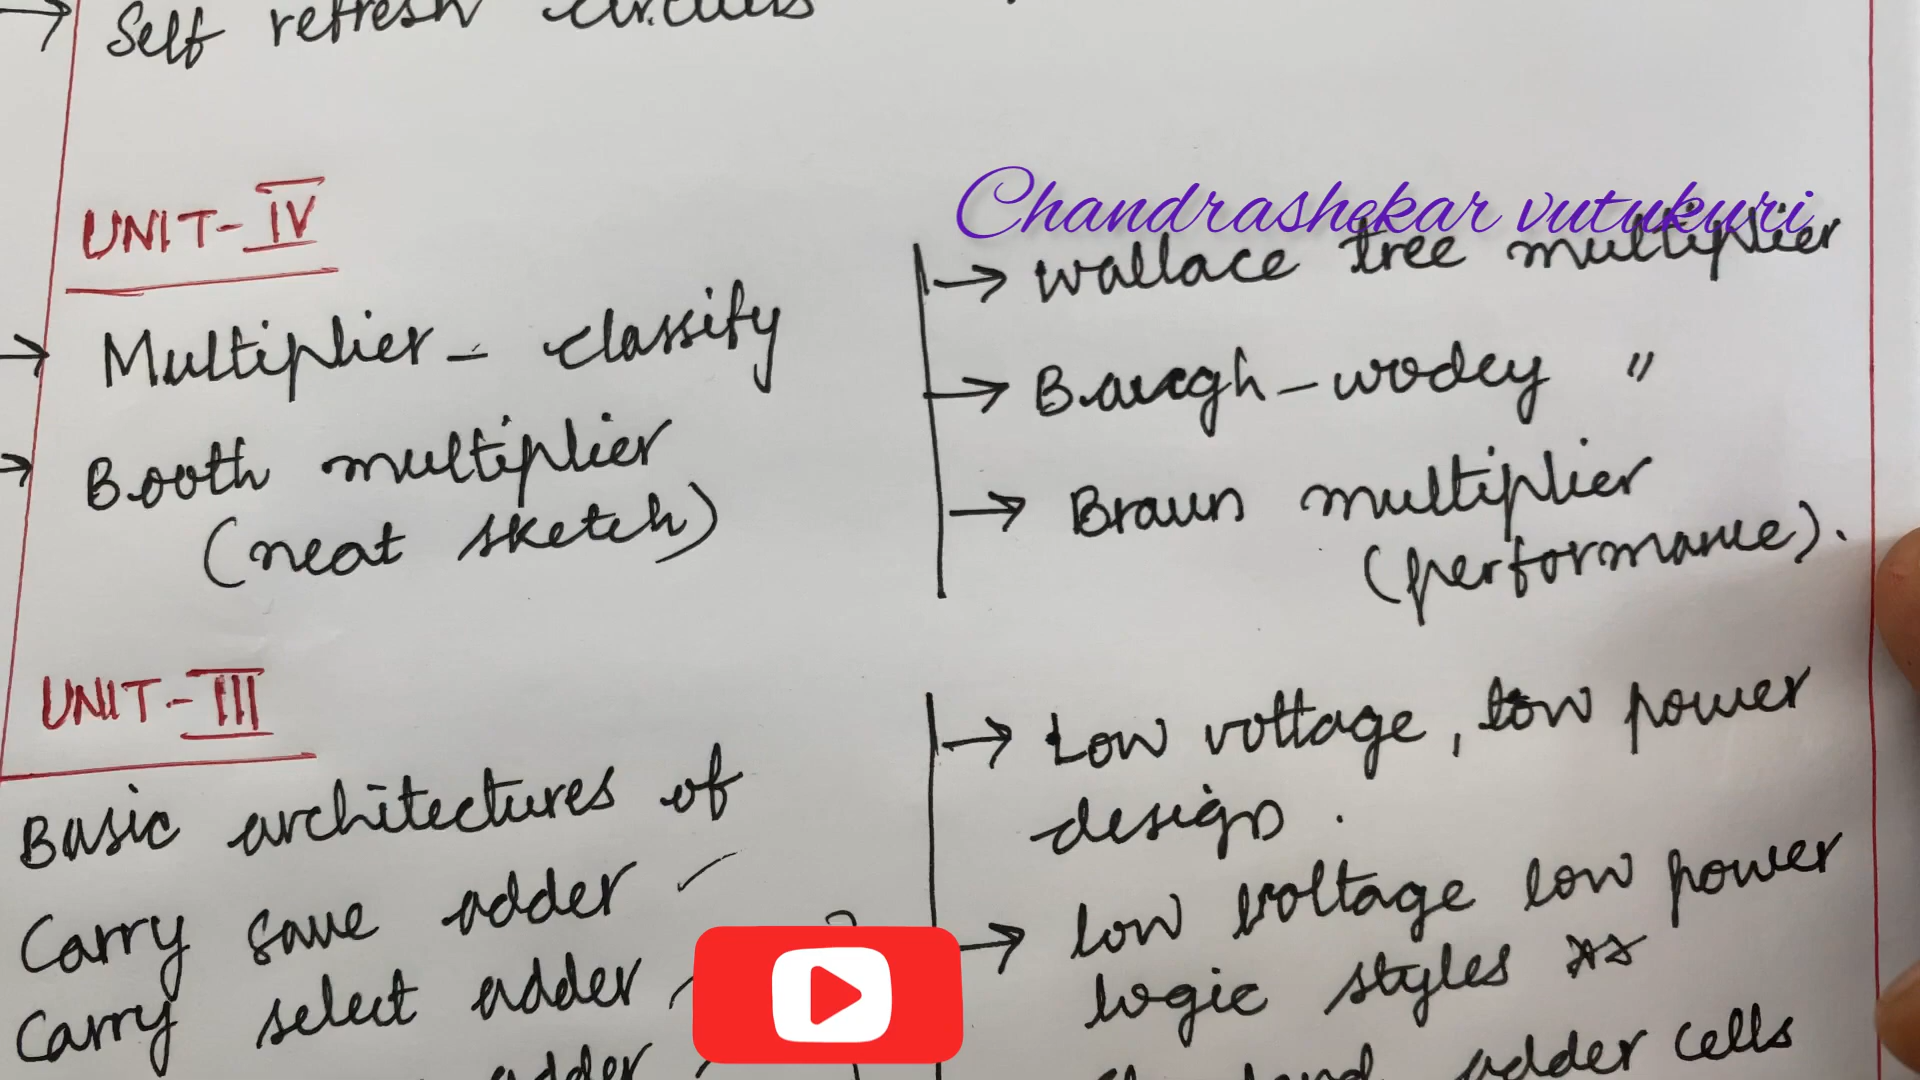 Self refresh circuits
UNIT-IV
Multiplier - classify
Booth multiplier
(neat sketch)
Chandrashekar vutukuri
→ Wallace tree multiplier
→ Baugh-wooley "
→ Braun multiplier
(performance).
UNIT-III
Basic architectures of
Carry save adder
Carry select adder
adder
→ Low voltage, low power
design.
→ low voltage low power
logic styles
adder cells